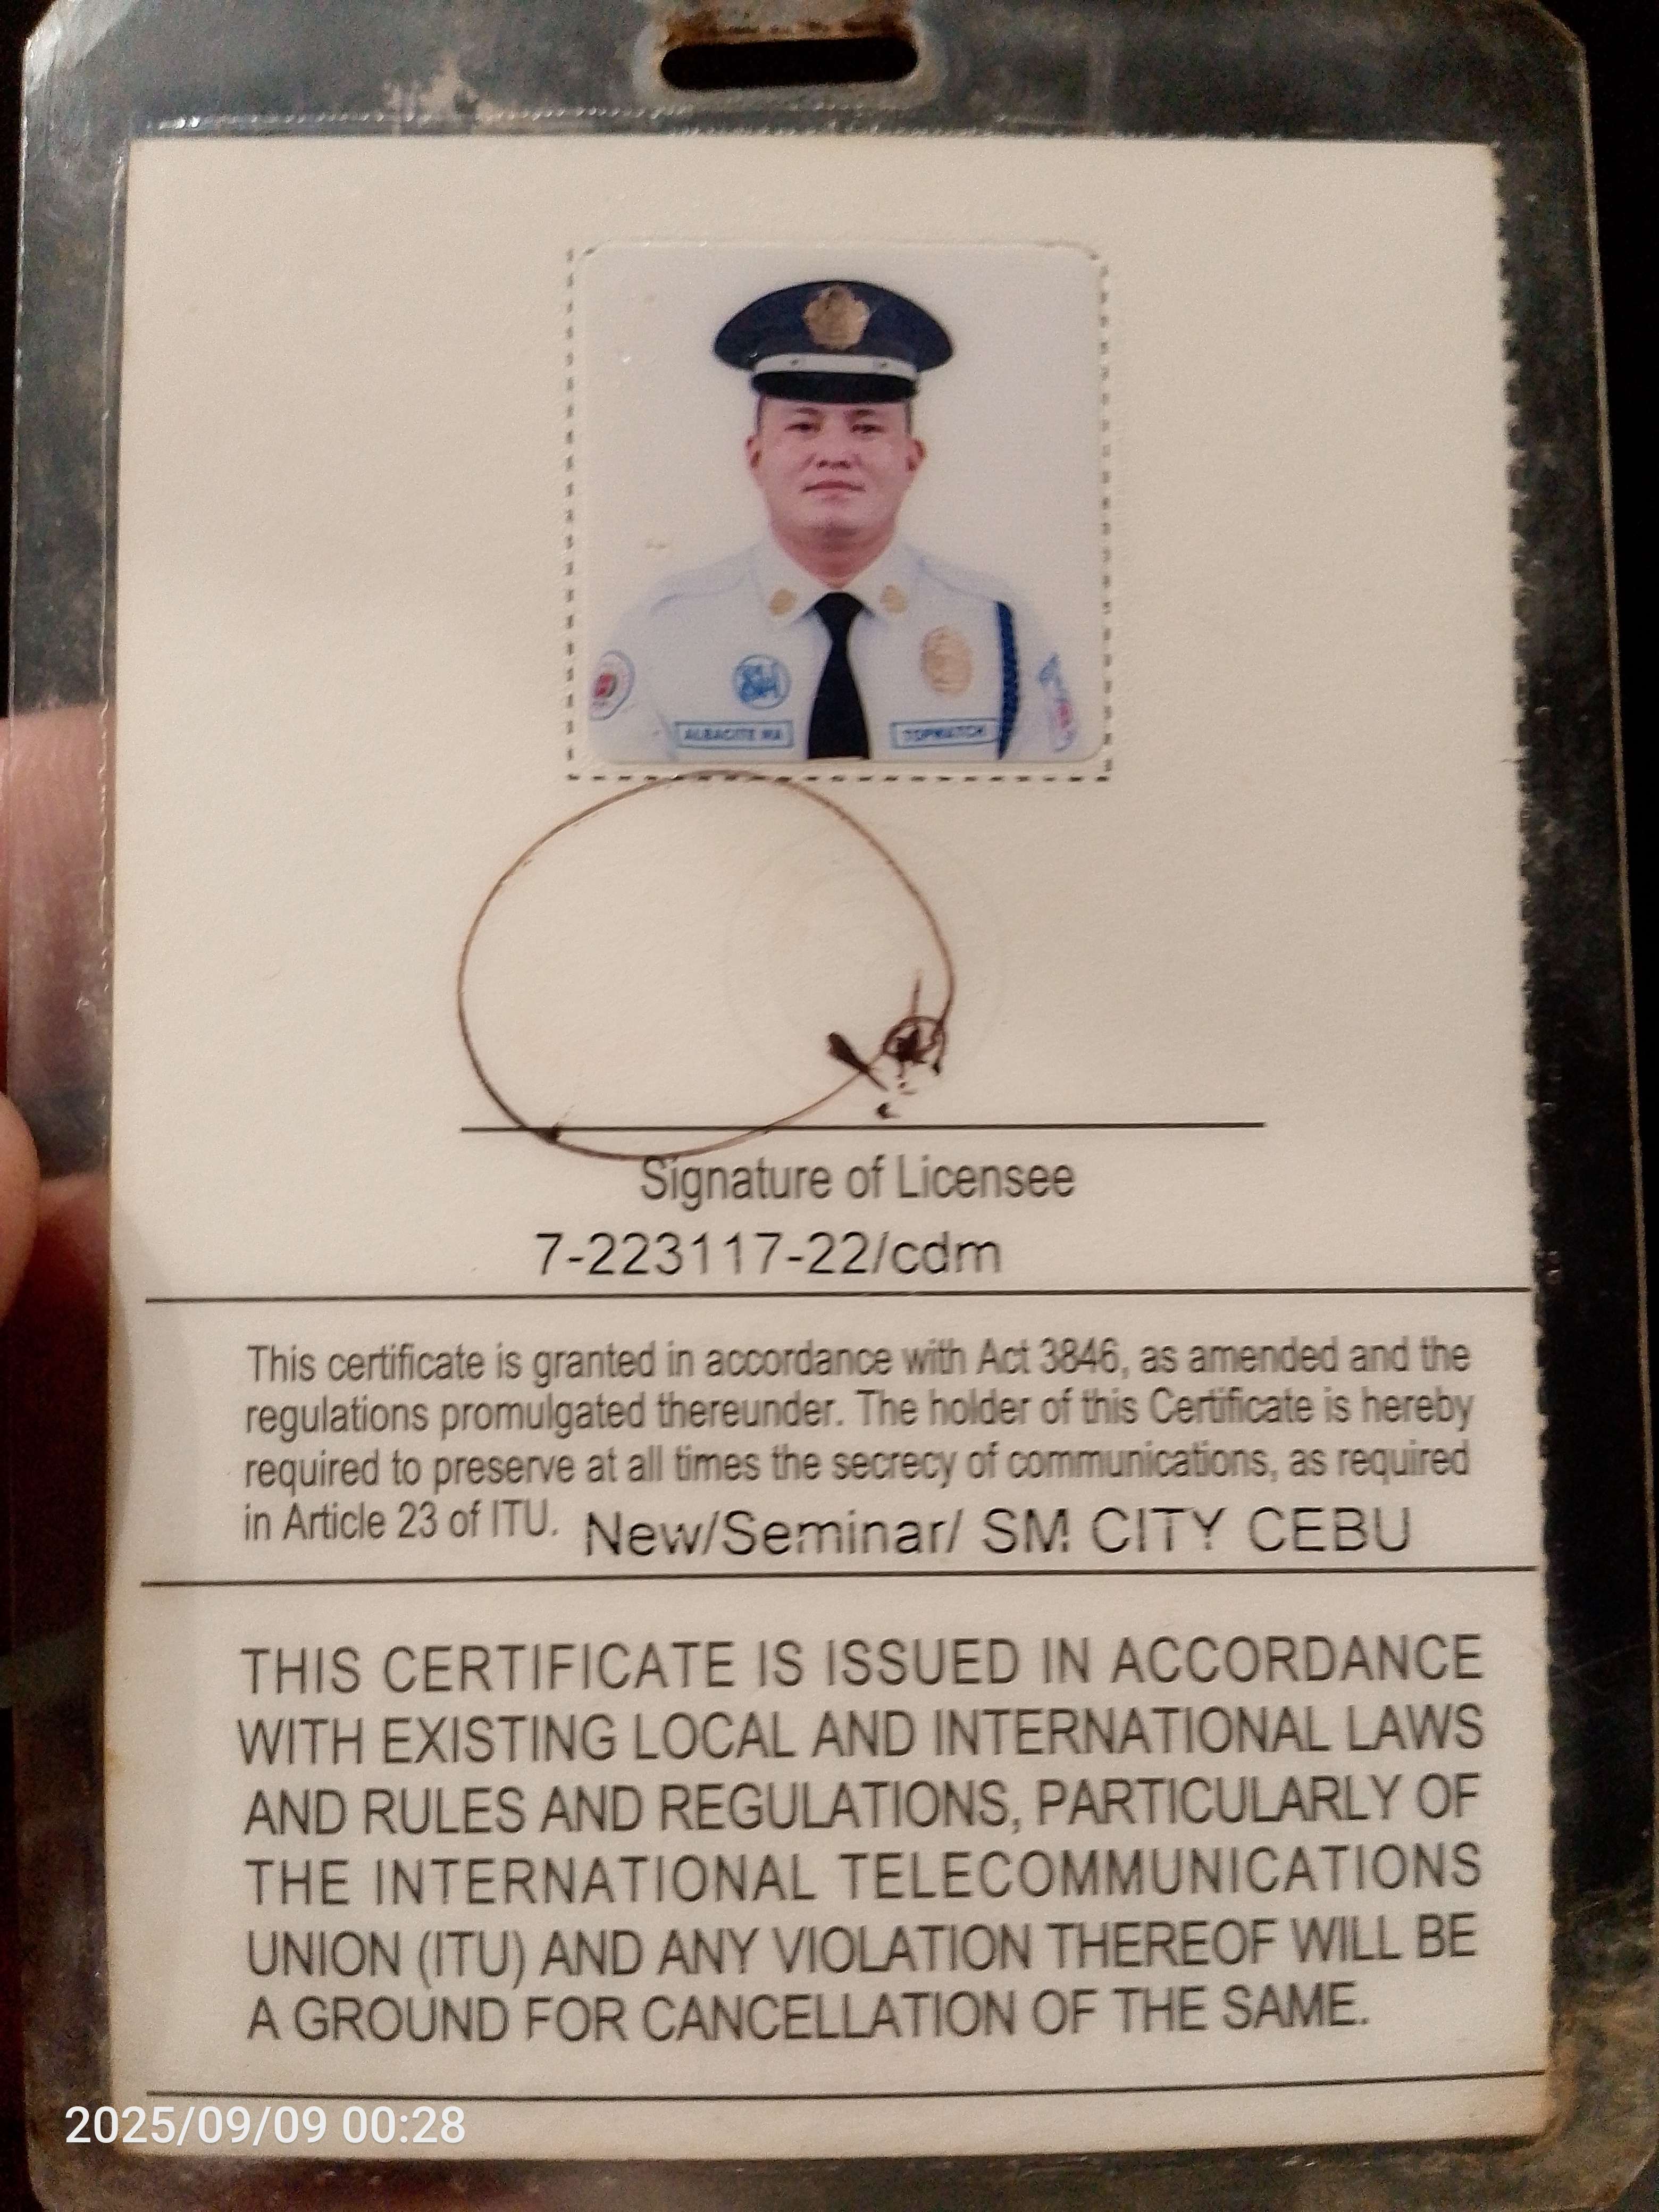 SM
ALBACITE MA
TOPWATCH
Signature of Licensee
7-223117-22/cdm
This certificate is granted in accordance with Act 3846, as amended and the
regulations promulgated thereunder. The holder of this Certificate is hereby
required to preserve at all times the secrecy of communications, as required
in Article 23 of ITU. New/Seminar/ SM CITY CEBU
THIS CERTIFICATE IS ISSUED IN ACCORDANCE
WITH EXISTING LOCAL AND INTERNATIONAL LAWS
AND RULES AND REGULATIONS, PARTICULARLY OF
THE INTERNATIONAL TELECOMMUNICATIONS
UNION (ITU) AND ANY VIOLATION THEREOF WILL BE
A GROUND FOR CANCELLATION OF THE SAME.
2025/09/09 00:28